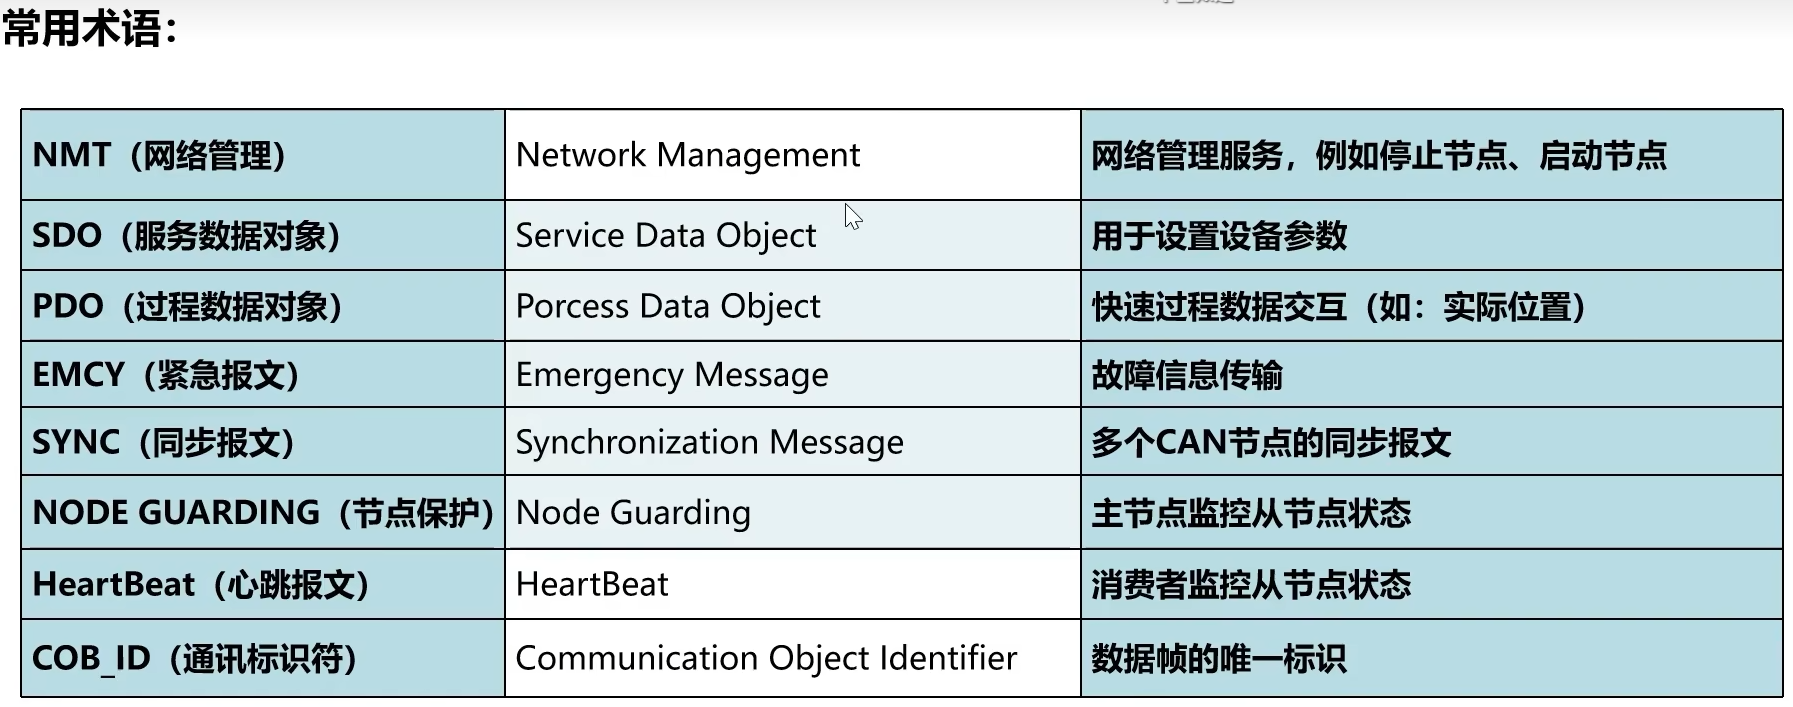 常用术语：
NMT（网络管理） Network Management 网络管理服务，例如停止节点、启动节点
SDO（服务数据对象） Service Data Object 用于设置设备参数
PDO（过程数据对象） Porcess Data Object 快速过程数据交互（如：实际位置）
EMCY（紧急报文） Emergency Message 故障信息传输
SYNC（同步报文） Synchronization Message 多个CAN节点的同步报文
NODE GUARDING（节点保护） Node Guarding 主节点监控从节点状态
HeartBeat（心跳报文） HeartBeat 消费者监控从节点状态
COB_ID（通讯标识符） Communication Object Identifier 数据帧的唯一标识